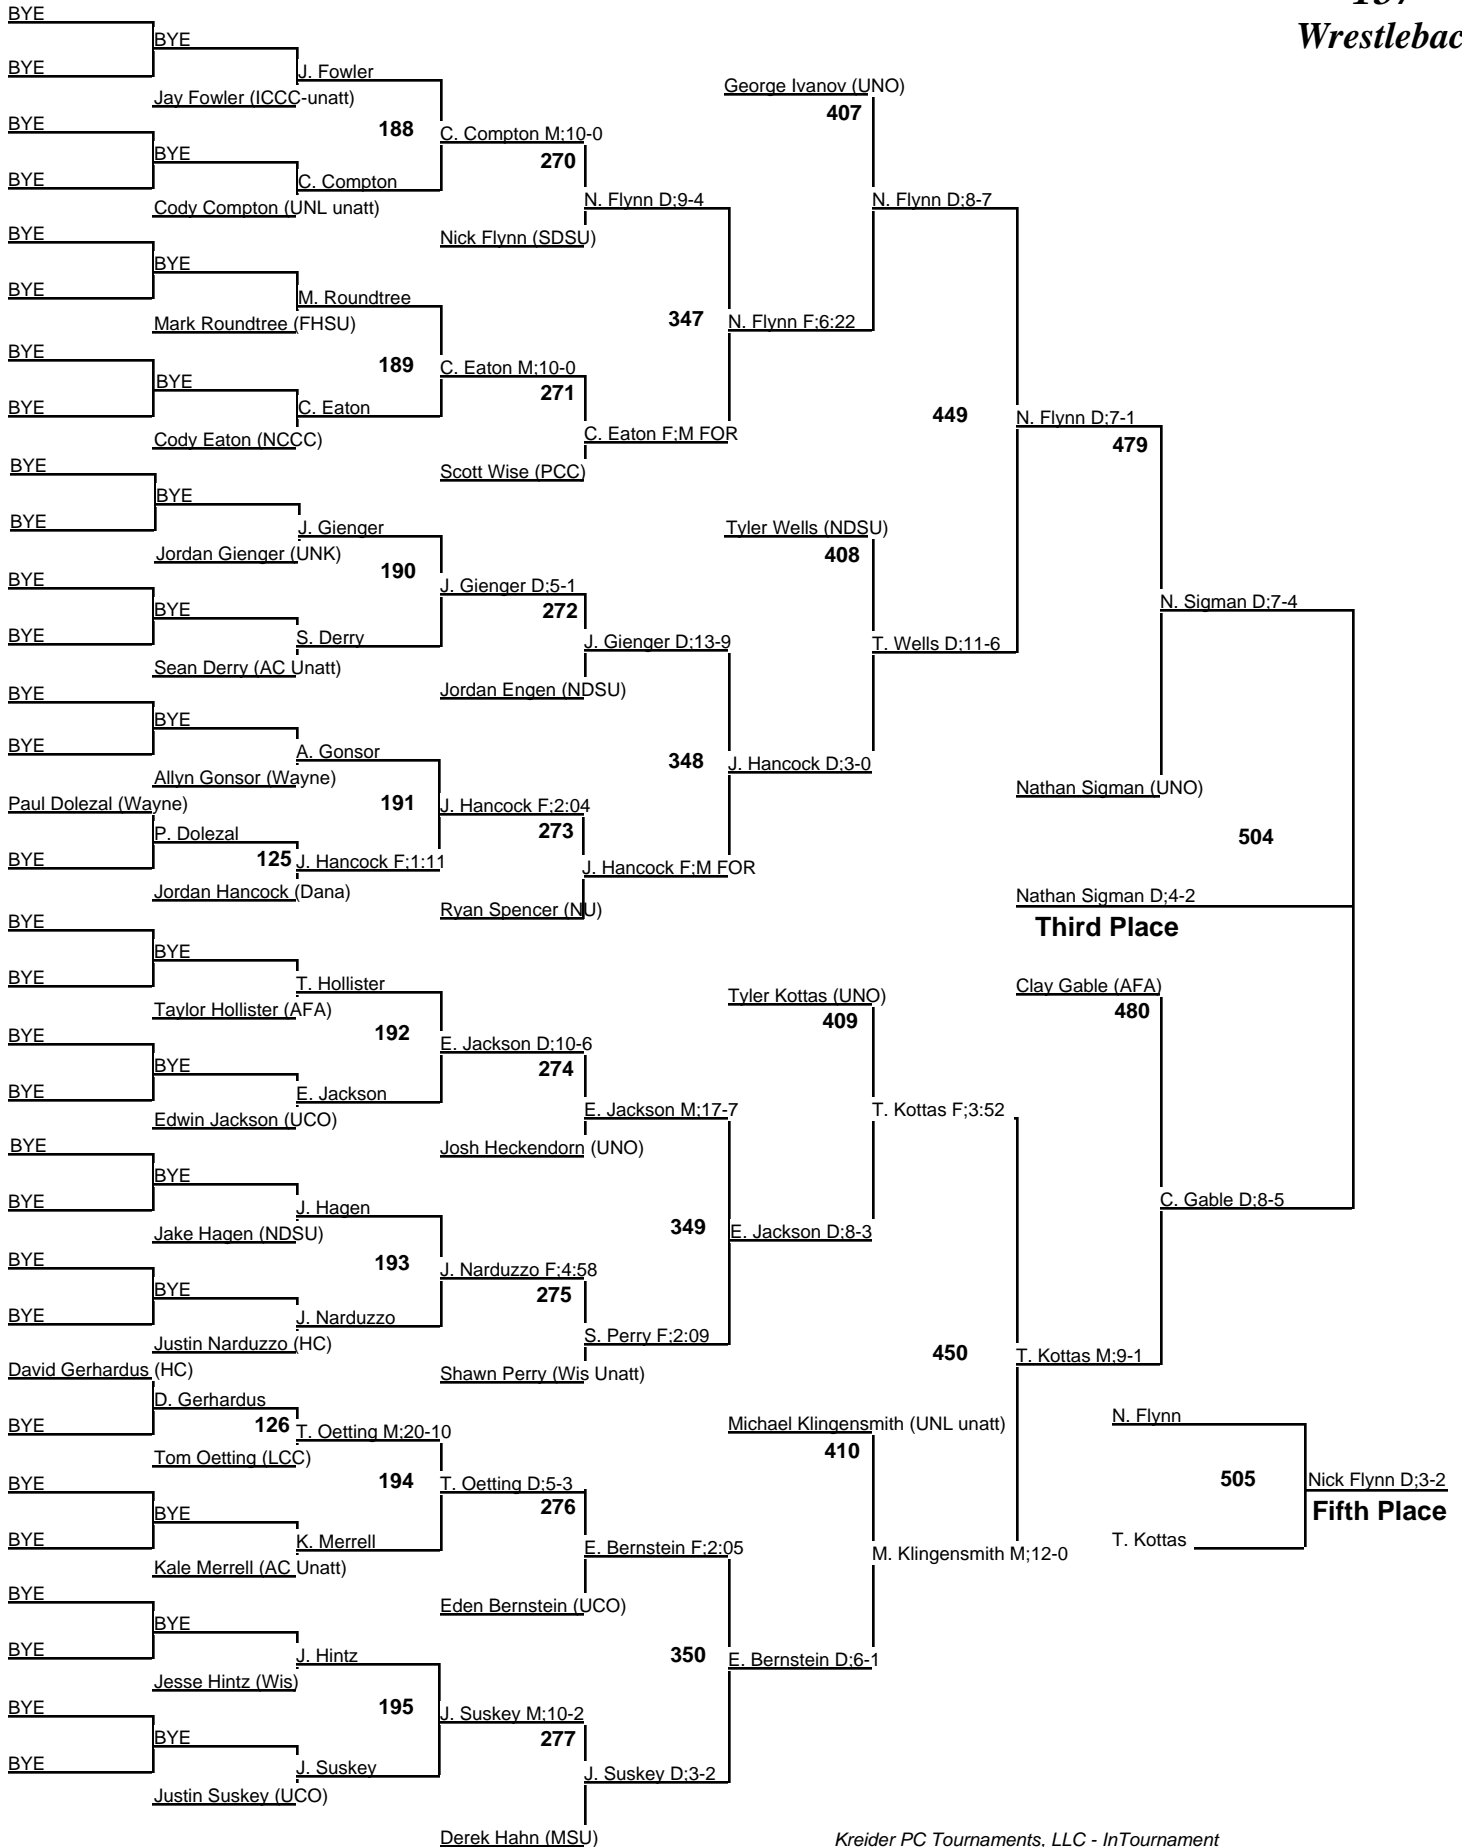 157
Wrestlebac
BYE
BYE
BYE
J. Fowler
Jay Fowler (ICCC-unatt)
188
BYE
BYE
BYE
C. Compton
Cody Compton (UNL unatt)
C. Compton M;10-0
270
N. Flynn D;9-4
Nick Flynn (SDSU)
BYE
BYE
BYE
M. Roundtree
Mark Roundtree (FHSU)
189
BYE
BYE
BYE
C. Eaton
Cody Eaton (NCCC)
C. Eaton M;10-0
271
C. Eaton F;M FOR
Scott Wise (PCC)
347
N. Flynn F;6:22
George Ivanov (UNO)
407
N. Flynn D;8-7
BYE
BYE
BYE
J. Gienger
Jordan Gienger (UNK)
190
BYE
BYE
BYE
S. Derry
Sean Derry (AC Unatt)
J. Gienger D;5-1
272
J. Gienger D;13-9
Jordan Engen (NDSU)
BYE
BYE
BYE
A. Gonsor
Allyn Gonsor (Wayne)
191
Paul Dolezal (Wayne)
BYE
P. Dolezal
125
J. Hancock F;1:11
Jordan Hancock (Dana)
J. Hancock F;2:04
273
J. Hancock F;M FOR
Ryan Spencer (NU)
348
J. Hancock D;3-0
Tyler Wells (NDSU)
408
T. Wells D;11-6
449
N. Flynn D;7-1
479
N. Sigman D;7-4
Nathan Sigman (UNO)
504
Nathan Sigman D;4-2
Third Place
BYE
BYE
BYE
T. Hollister
Taylor Hollister (AFA)
192
BYE
BYE
BYE
E. Jackson
Edwin Jackson (UCO)
E. Jackson D;10-6
274
E. Jackson M;17-7
Josh Heckendorn (UNO)
BYE
BYE
BYE
J. Hagen
Jake Hagen (NDSU)
193
BYE
BYE
BYE
J. Narduzzo
Justin Narduzzo (HC)
J. Narduzzo F;4:58
275
S. Perry F;2:09
Shawn Perry (Wis Unatt)
349
E. Jackson D;8-3
Tyler Kottas (UNO)
409
T. Kottas F;3:52
Clay Gable (AFA)
480
C. Gable D;8-5
David Gerhardus (HC)
BYE
D. Gerhardus
126
T. Oetting M;20-10
Tom Oetting (LCC)
194
BYE
BYE
BYE
K. Merrell
Kale Merrell (AC Unatt)
T. Oetting D;5-3
276
E. Bernstein F;2:05
Eden Bernstein (UCO)
BYE
BYE
BYE
J. Hintz
Jesse Hintz (Wis)
195
BYE
BYE
BYE
J. Suskey
Justin Suskey (UCO)
J. Suskey M;10-2
277
J. Suskey D;3-2
Derek Hahn (MSU)
350
E. Bernstein D;6-1
Michael Klingensmith (UNL unatt)
410
M. Klingensmith M;12-0
450
T. Kottas M;9-1
N. Flynn
505
T. Kottas
Nick Flynn D;3-2
Fifth Place
Kreider PC Tournaments, LLC - InTournament